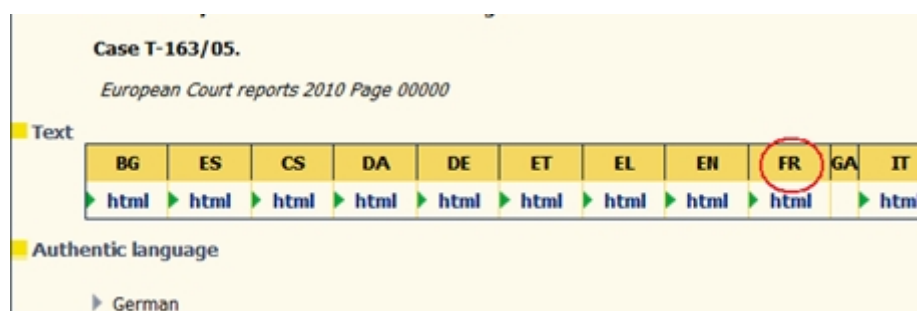 Case T-163/05.
European Court reports 2010 Page 00000
Text
BG ES CS DA DE ET EL EN FR GA IT
html html html html html html html html html html
Authentic language
German